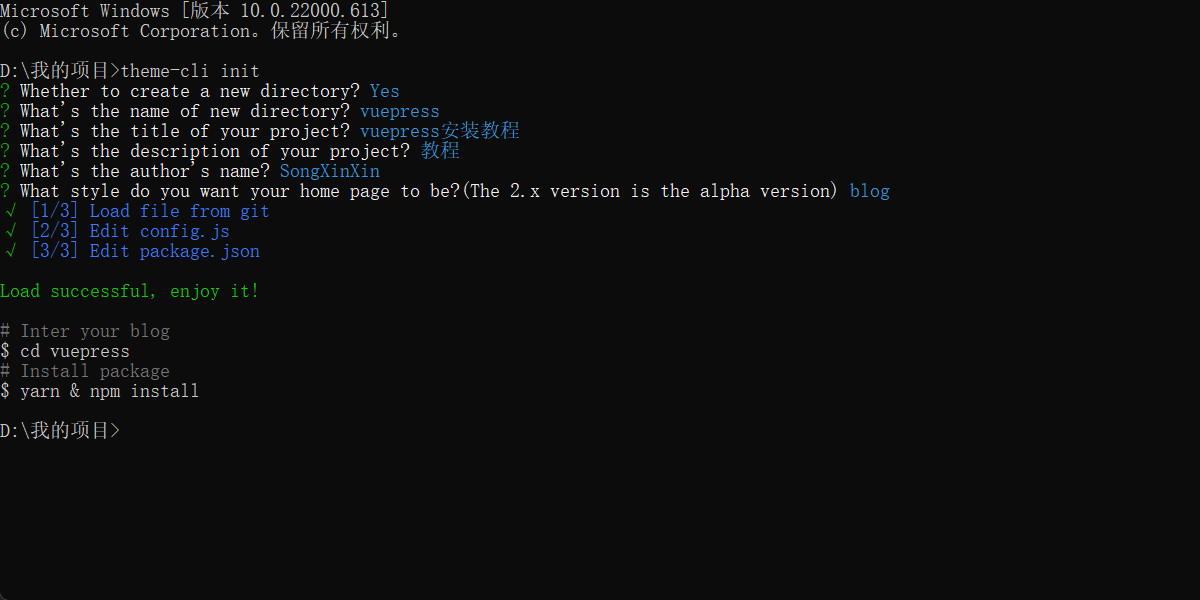 Microsoft Windows [版本 10.0.22000.613]
(c) Microsoft Corporation。保留所有权利。
D:\我的项目>theme-cli init
? Whether to create a new directory? Yes
? What's the name of new directory? vuepress
? What's the title of your project? vuepress安装教程
? What's the description of your project? 教程
? What's the author's name? SongXinXin
? What style do you want your home page to be?(The 2.x version is the alpha version) blog
√ [1/3] Load file from git
√ [2/3] Edit config.js
√ [3/3] Edit package.json
Load successful, enjoy it!
# Inter your blog
$ cd vuepress
# Install package
$ yarn & npm install
D:\我的项目>